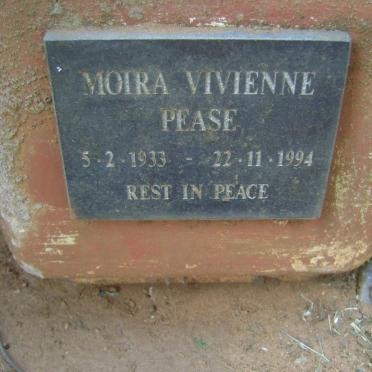 MOIRA VIVIENNE
PEASE
5·2·1933 - 22·11·1994
REST IN PEACE